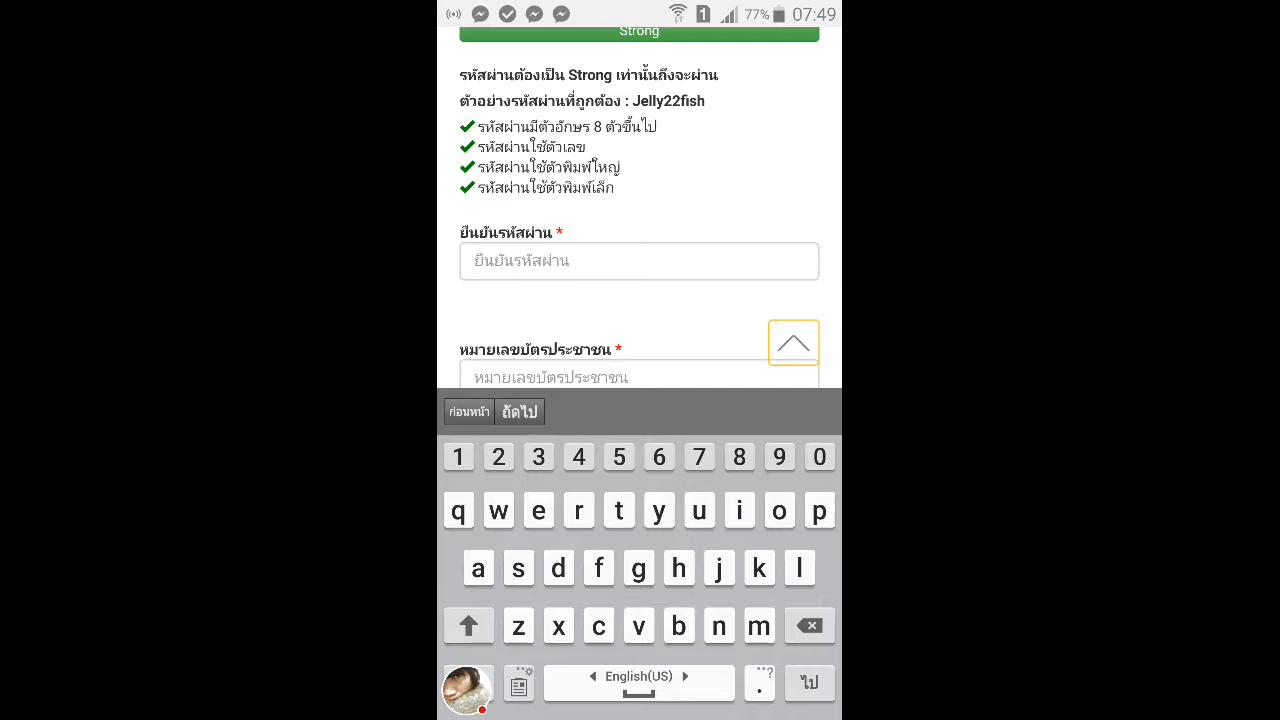 1 77% 07:49
Strong
รหัสผ่านต้องเป็น Strong เท่านั้นถึงจะผ่าน
ตัวอย่างรหัสผ่านที่ถูกต้อง : Jelly22fish
รหัสผ่านมีตัวอักษร 8 ตัวขึ้นไป
รหัสผ่านใช้ตัวเลข
รหัสผ่านใช้ตัวพิมพ์ใหญ่
รหัสผ่านใช้ตัวพิมพ์เล็ก
ยืนยันรหัสผ่าน *
ยืนยันรหัสผ่าน
หมายเลขบัตรประชาชน *
หมายเลขบัตรประชาชน
ก่อนหน้า ถัดไป
1 2 3 4 5 6 7 8 9 0
q w e r t y u i o p
a s d f g h j k l
z x c v b n m
English(US) . ...? ไป